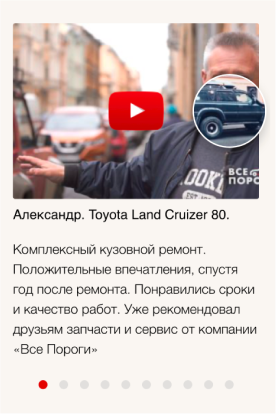 ВСЕ
ПОРО
Александр. Toyota Land Cruizer 80.
Комплексный кузовной ремонт.
Положительные впечатления, спустя
год после ремонта. Понравились сроки
и качество работ. Уже рекомендовал
друзьям запчасти и сервис от компании
«Все Пороги»